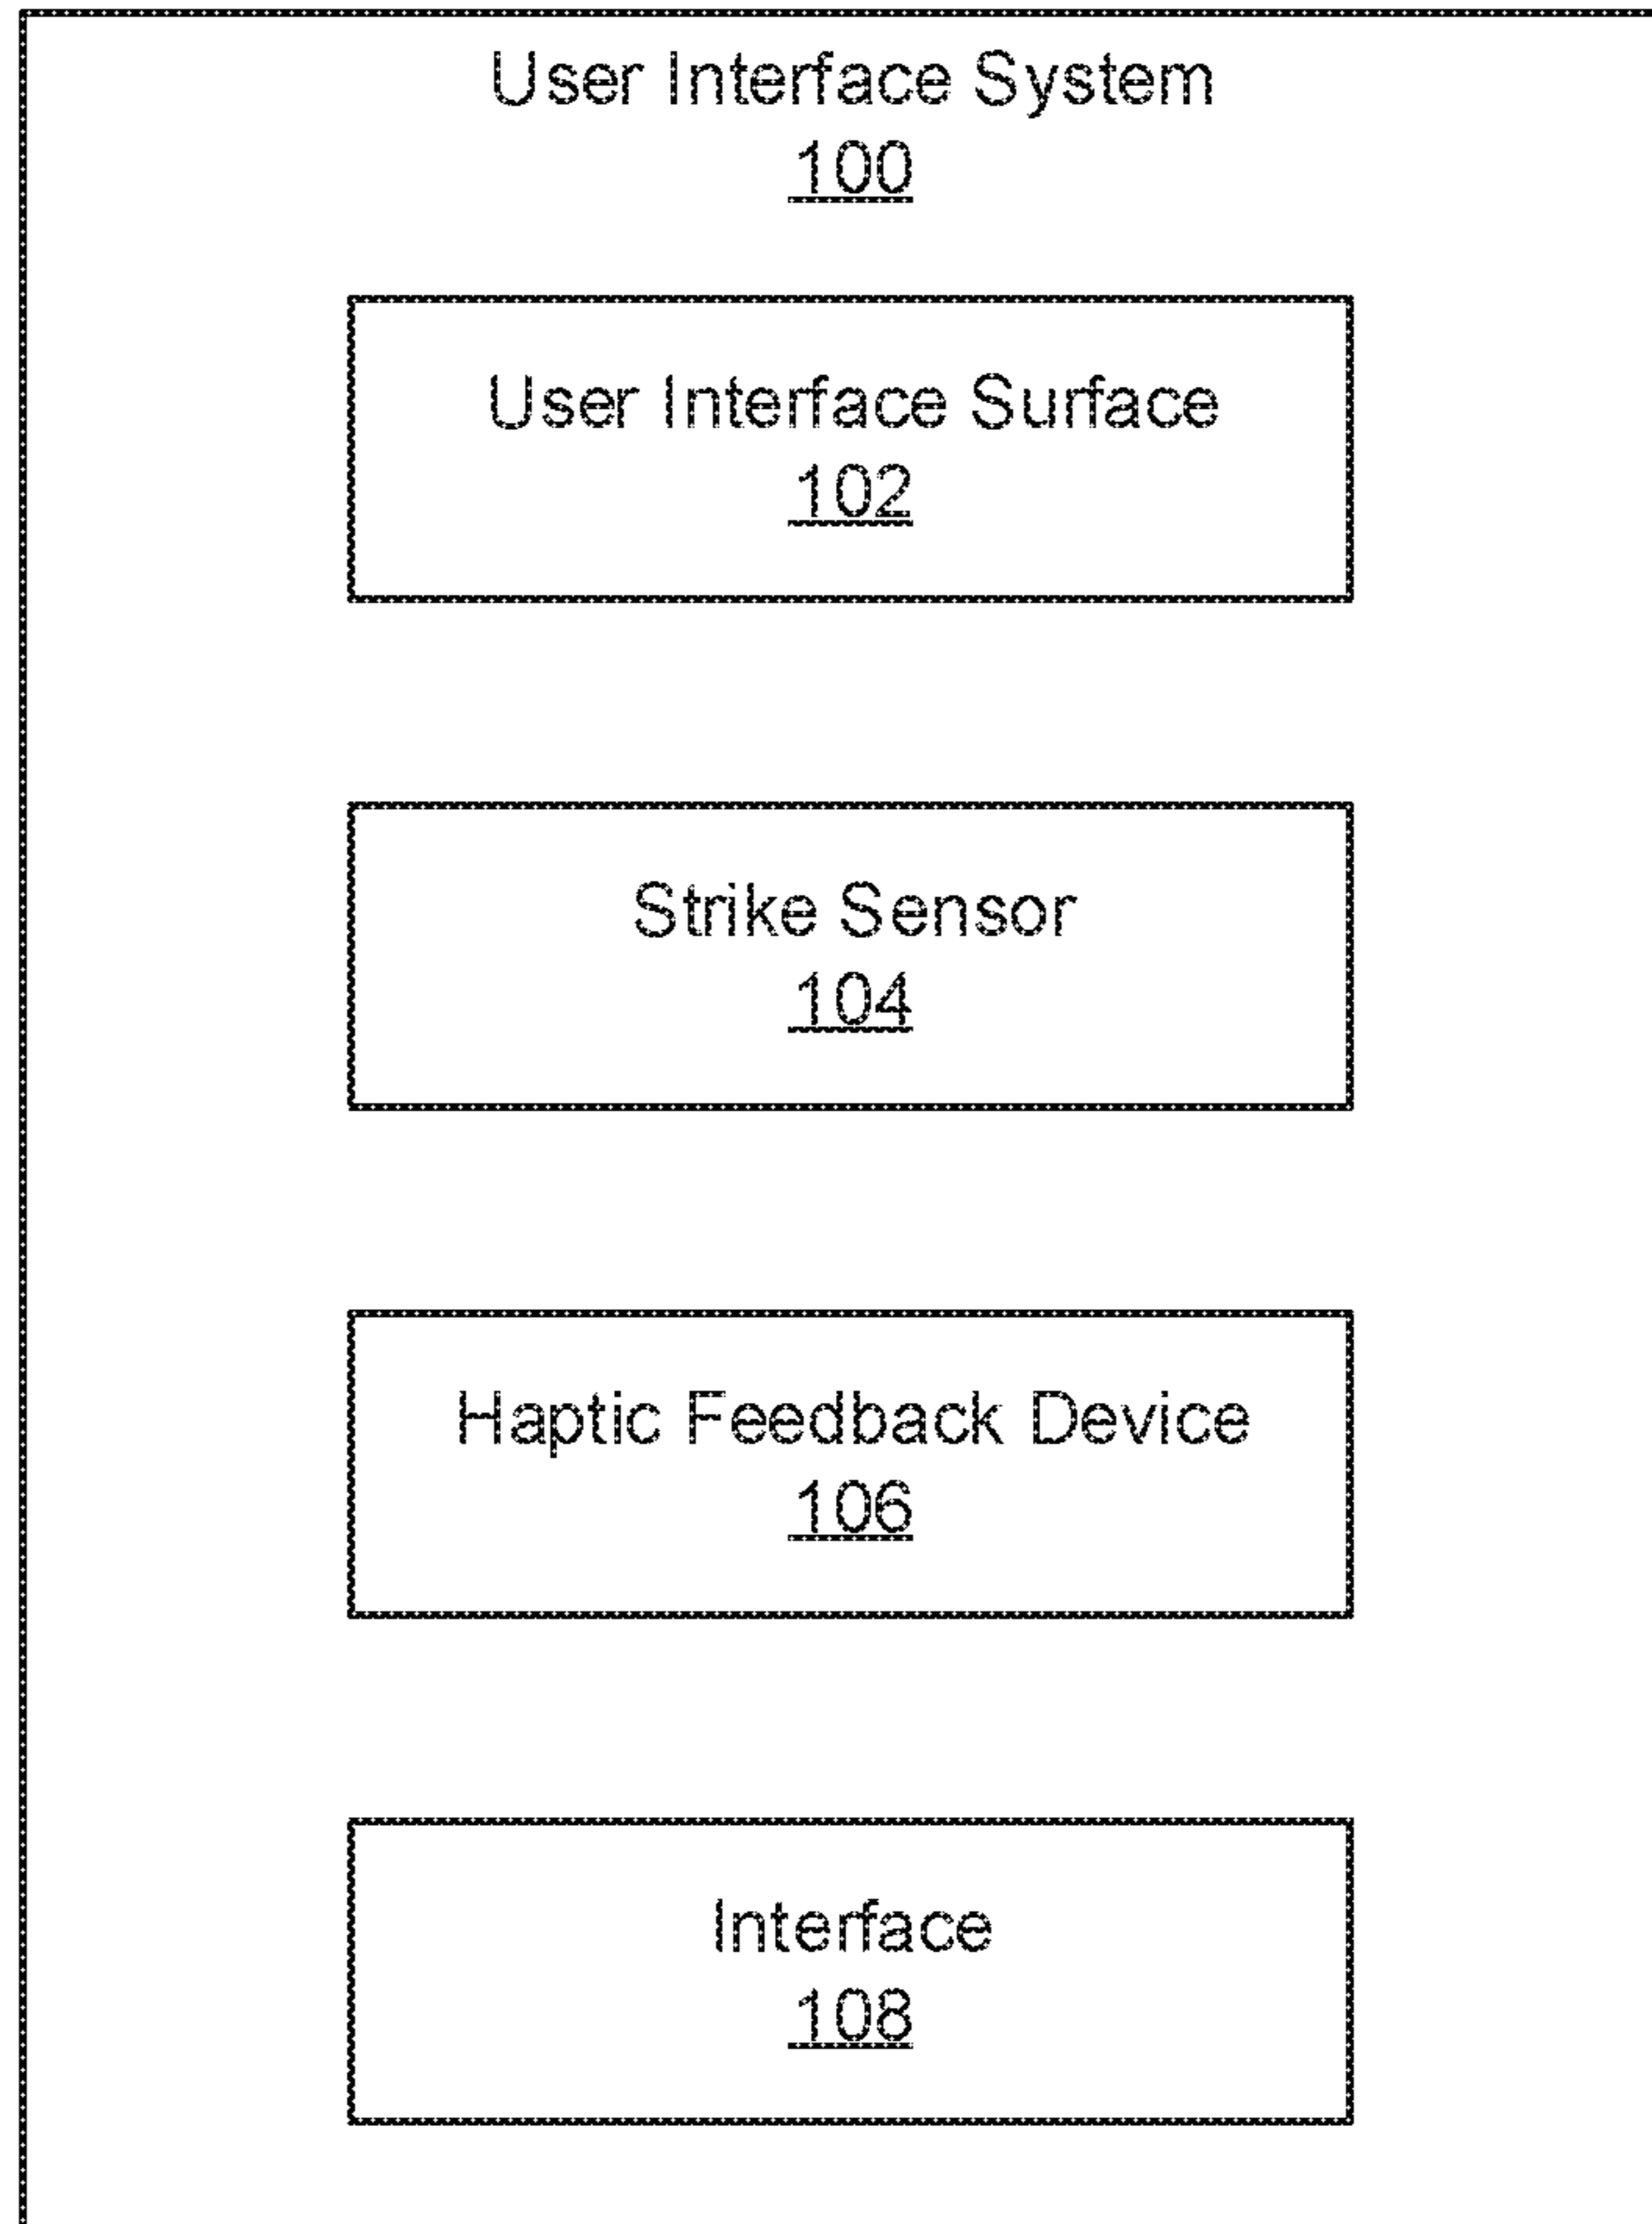 User Interface System
100
User Interface Surface
102
Strike Sensor
104
Haptic Feedback Device
106
Interface
108